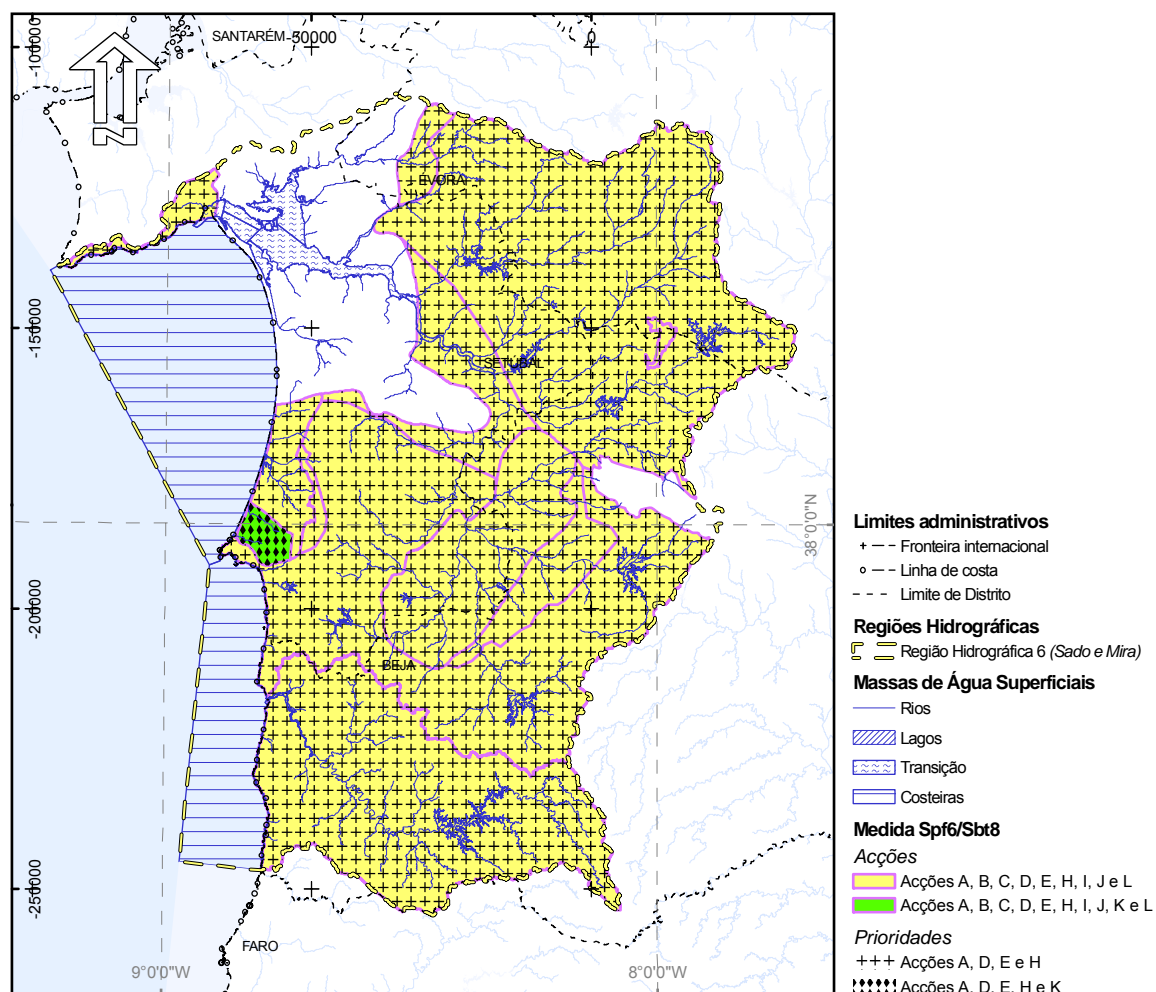 SANTARÉM
-50000
0
-100000
N
ÉVORA
-150000
SETÚBAL
38°0'0"N
-200000
BEJA
-250000
FARO
9°0'0"W
8°0'0"W
Limites administrativos
Fronteira internacional
Linha de costa
Limite de Distrito
Regiões Hidrográficas
Região Hidrográfica 6 (Sado e Mira)
Massas de Água Superficiais
Rios
Lagos
Transição
Costeiras
Medida Spf6/Sbt8
Acções
Acções A, B, C, D, E, H, I, J e L
Acções A, B, C, D, E, H, I, J, K e L
Prioridades
Acções A, D, E e H
Acções A, D, E, H e K